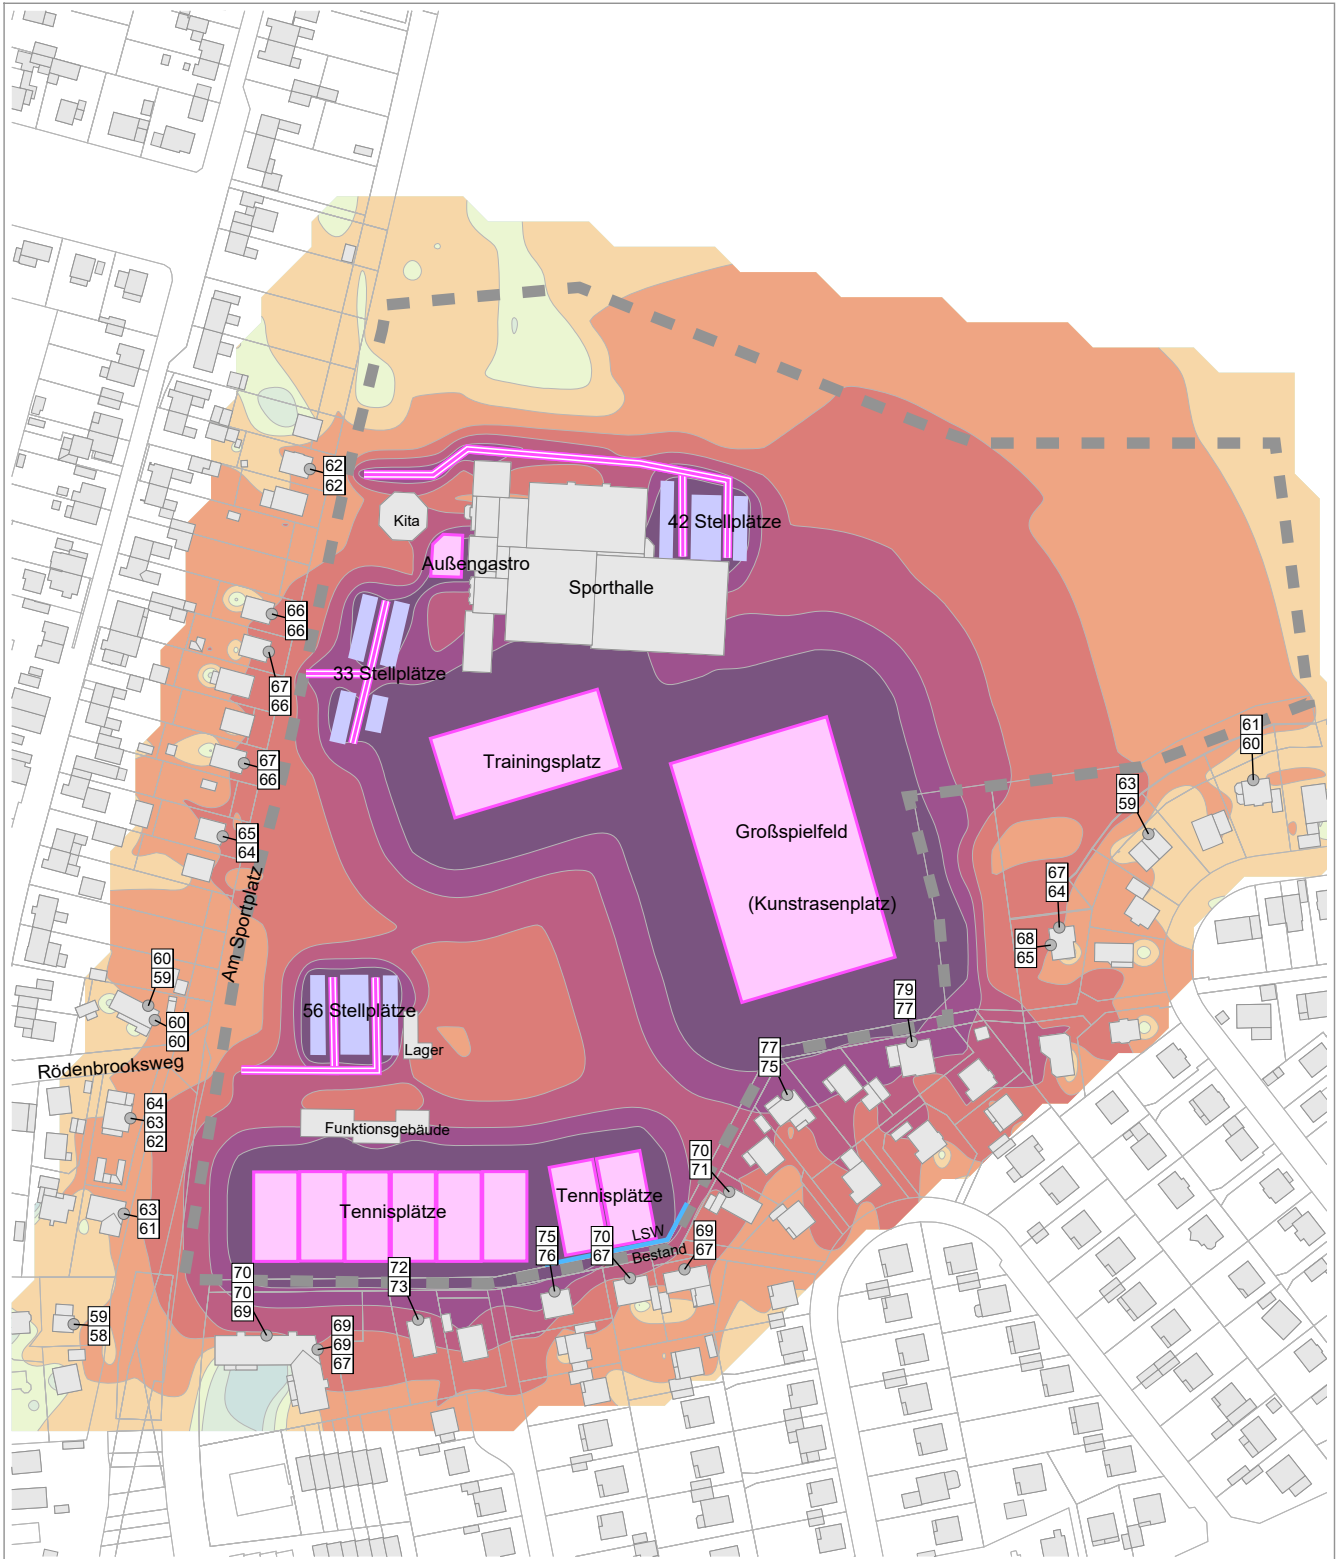 62
62
Kita
42 Stellplätze
Außengastro
Sporthalle
66
66
33 Stellplätze
67
66
61
60
Trainingsplatz
67
66
63
59
Großspielfeld
65
64
67
64
(Kunstrasenplatz)
Am Sportplatz
68
65
60
59
79
77
56 Stellplätze
60
60
Lager
77
75
Rödenbrooksweg
64
63
62
Funktionsgebäude
70
71
Tennisplätze
Tennisplätze
63
61
LSW
Bestand
75
76
70
67
69
67
72
73
70
70
69
59
58
69
69
67